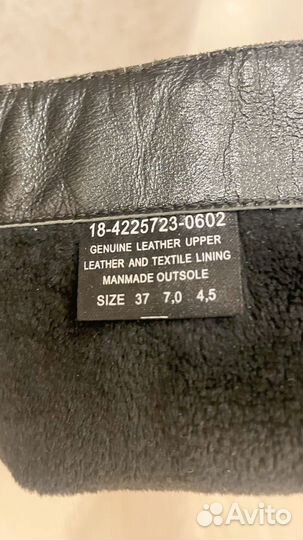 18-4225723-0602
GENUINE LEATHER UPPER
LEATHER AND TEXTILE LINING
MANMADE OUTSOLE
SIZE 37 7,0 4,5
Avito